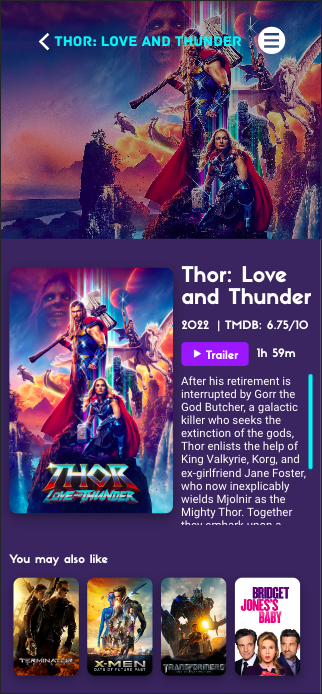 THOR: LOVE AND THUNDER
Thor: Love
and Thunder
2022 | TMDB: 6.75/10
Trailer
1h 59m
After his retirement is
interrupted by Gorr the
God Butcher, a galactic
killer who seeks the
extinction of the gods,
Thor enlists the help of
King Valkyrie, Korg, and
ex-girlfriend Jane Foster,
who now inexplicably
wields Mjolnir as the
Mighty Thor. Together
they embark upon a
THOR
LOVE AND THUNDER
You may also like
TERMINATOR
X-MEN
DAYS OF FUTURE PAST
TRANSFORMERS
BRIDGET
JONES'S
BABY